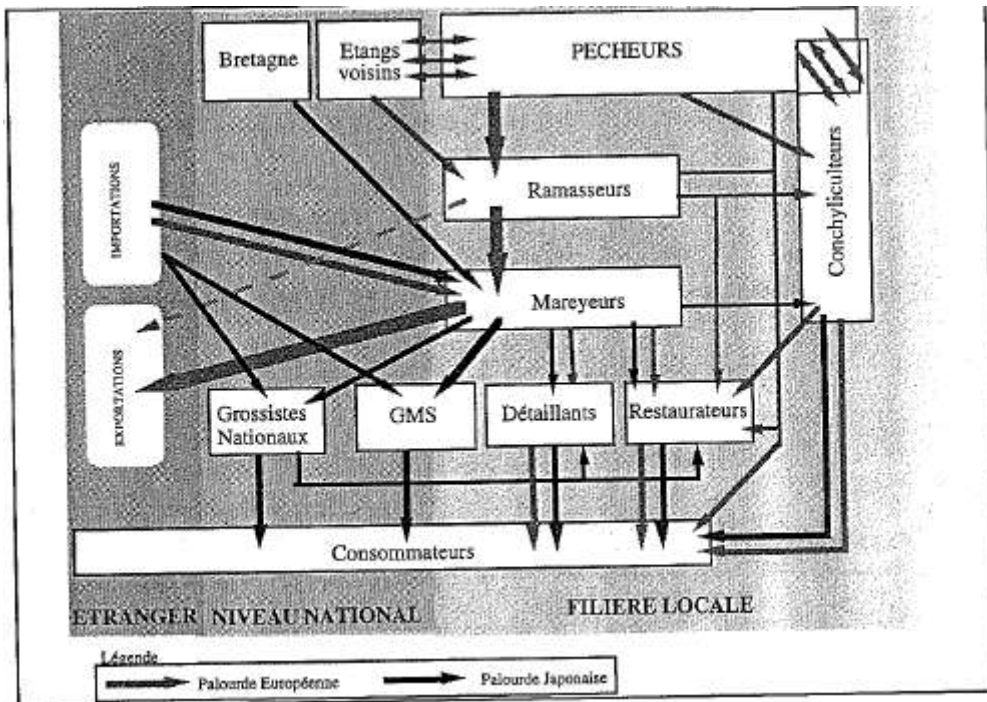 PECHEURS
Bretagne
Etangs
voisins
Conchyliculteurs
IMPORTATIONS
Ramasseurs
Mareyeurs
EXPORTATIONS
Grossistes
Nationaux
GMS
Détaillants
Restaurateurs
Consommateurs
ETRANGER NIVEAU NATIONAL FILIERE LOCALE
Légende
Palourde Européenne Palourde Japonaise